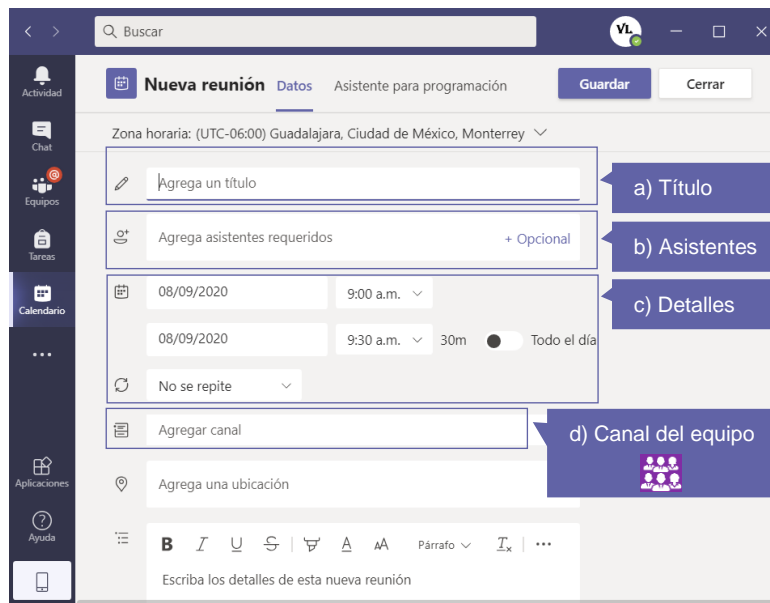 Buscar
VL
Actividad
Chat
Equipos
Tareas
Calendario
Aplicaciones
Ayuda
Nueva reunión Datos Asistente para programación Guardar Cerrar
Zona horaria: (UTC-06:00) Guadalajara, Ciudad de México, Monterrey
Agrega un título
a) Título
Agrega asistentes requeridos + Opcional
b) Asistentes
08/09/2020 9:00 a.m.
c) Detalles
08/09/2020 9:30 a.m. 30m Todo el día
No se repite
Agregar canal
d) Canal del equipo
Agrega una ubicación
B I U S A AA Párrafo Tx
Escriba los detalles de esta nueva reunión